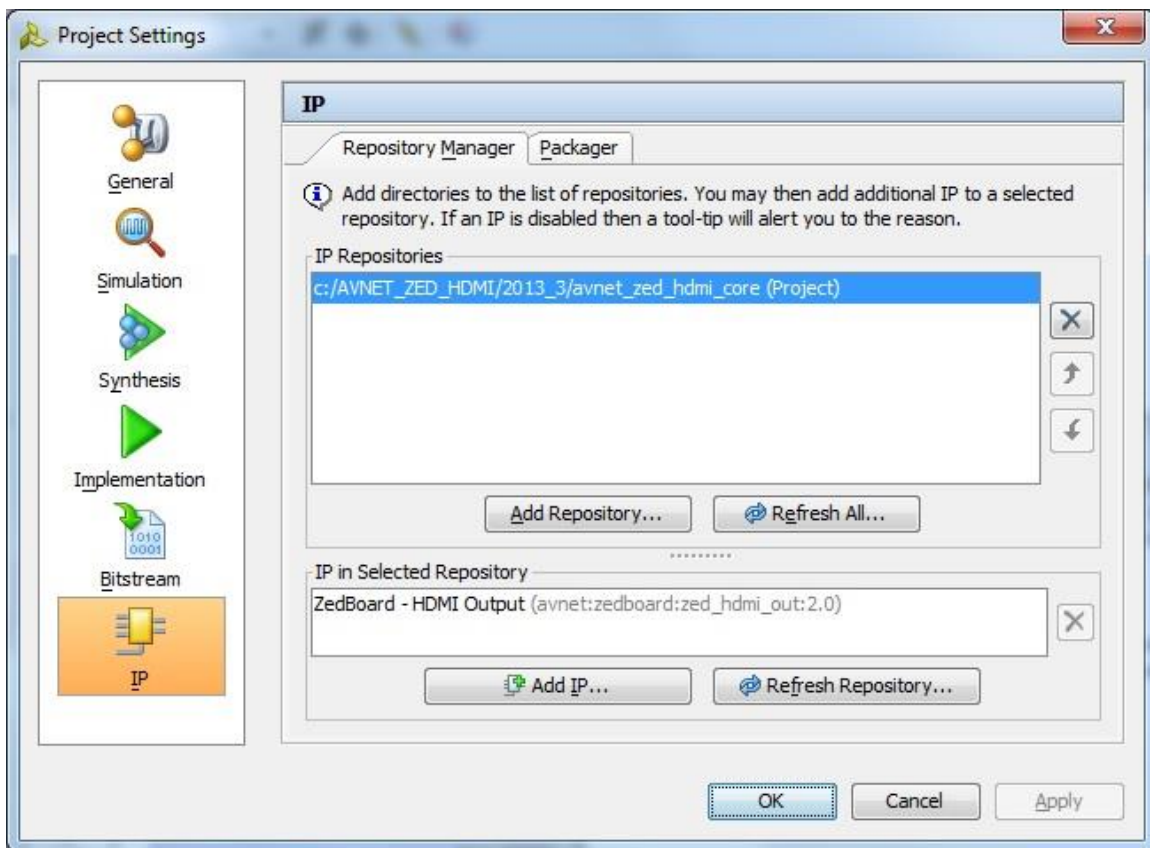 Project Settings
General
Simulation
Synthesis
Implementation
1010
0001
Bitstream
IP
IP
Repository Manager
Packager
Add directories to the list of repositories. You may then add additional IP to a selected
repository. If an IP is disabled then a tool-tip will alert you to the reason.
IP Repositories
c:/AVNET_ZED_HDMI/2013_3/avnet_zed_hdmi_core (Project)
Add Repository...
Refresh All...
IP in Selected Repository
ZedBoard - HDMI Output (avnet:zedboard:zed_hdmi_out:2.0)
Add IP...
Refresh Repository...
OK
Cancel
Apply